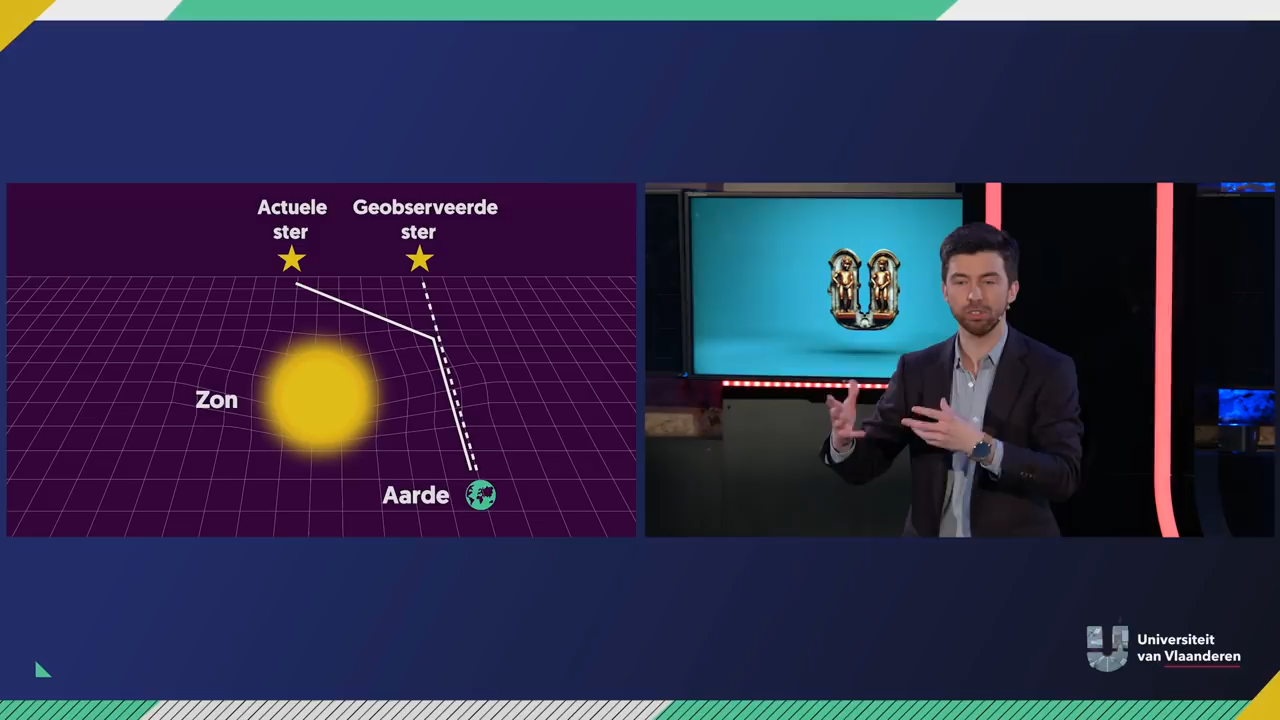 Actuele
ster
Geobserveerde
ster
Zon
Aarde
Universiteit
van Vlaanderen